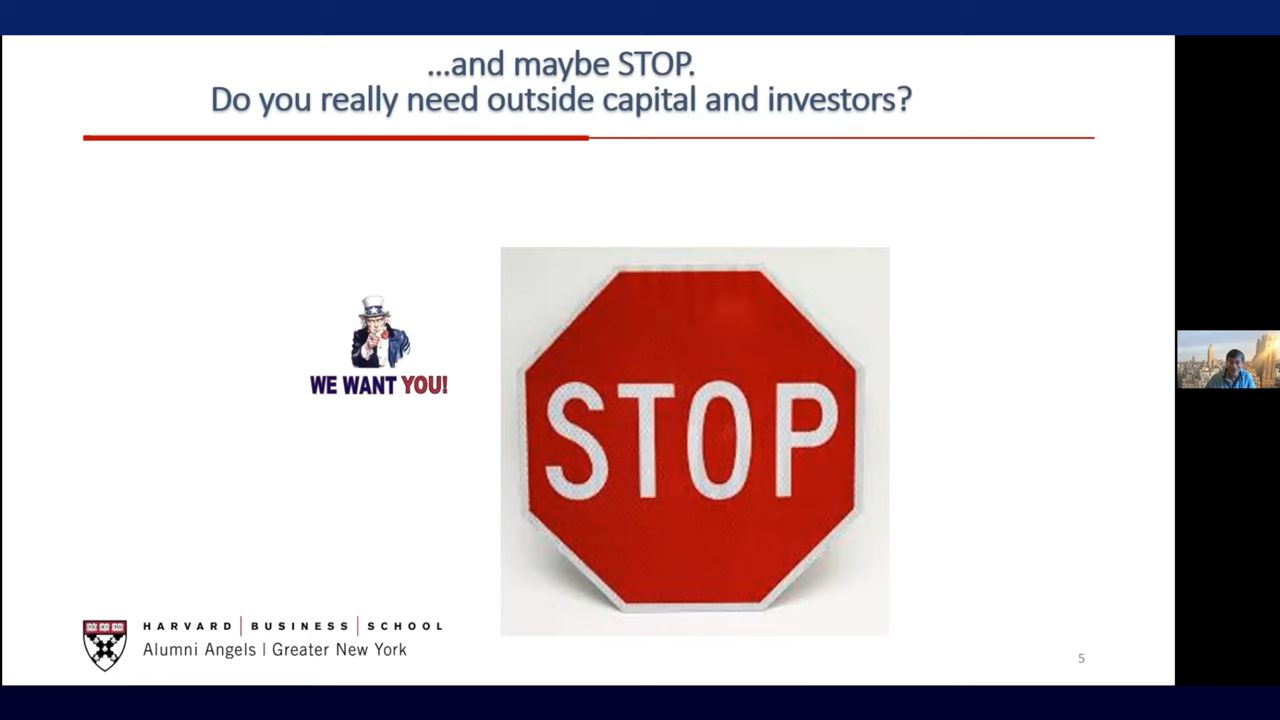 ...and maybe STOP.
Do you really need outside capital and investors?
WE WANT YOU!
STOP
HARVARD | BUSINESS | SCHOOL
Alumni Angels | Greater New York
5